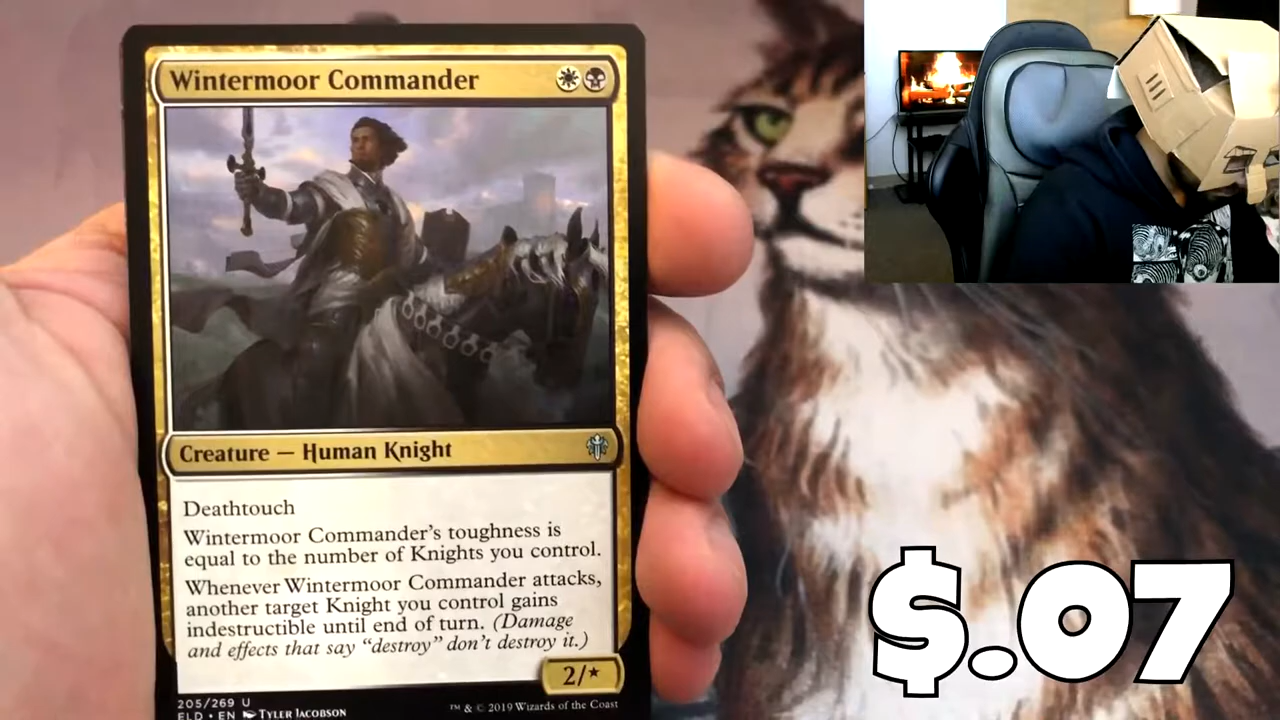 Wintermoor Commander
Creature — Human Knight
Deathtouch
Wintermoor Commander's toughness is
equal to the number of Knights you control.
Whenever Wintermoor Commander attacks,
another target Knight you control gains
indestructible until end of turn. (Damage
and effects that say "destroy" don't destroy it.)
2/*
205/269 U
ELD • EN Tyler Jacobson
™ & © 2019 Wizards of the Coast
$.07